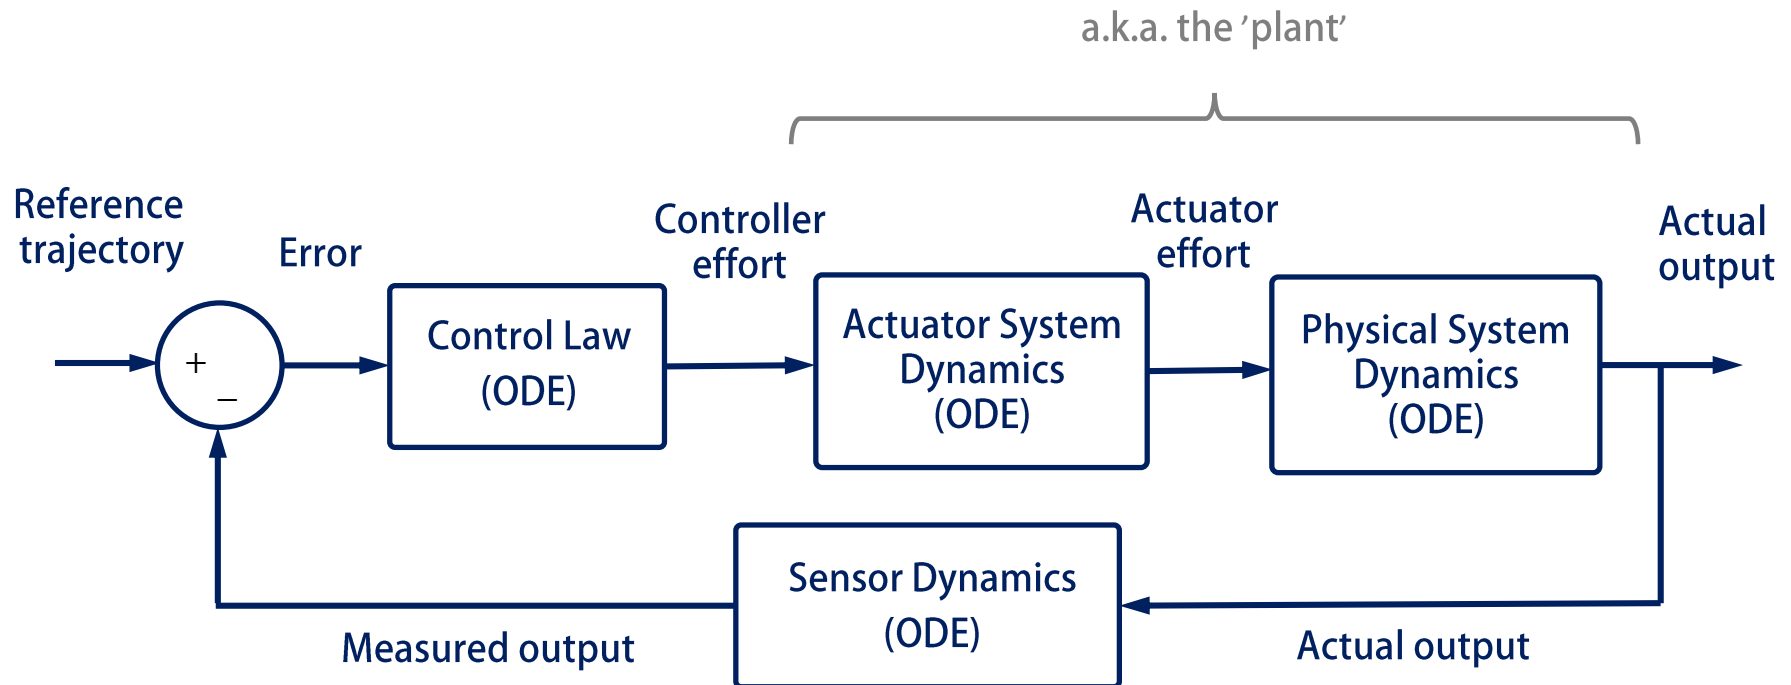 a.k.a. the 'plant'
Reference
trajectory
Error
Controller
effort
Actuator
effort
Actual
output
+
–
Control Law
(ODE)
Actuator System
Dynamics
(ODE)
Physical System
Dynamics
(ODE)
Sensor Dynamics
(ODE)
Measured output
Actual output